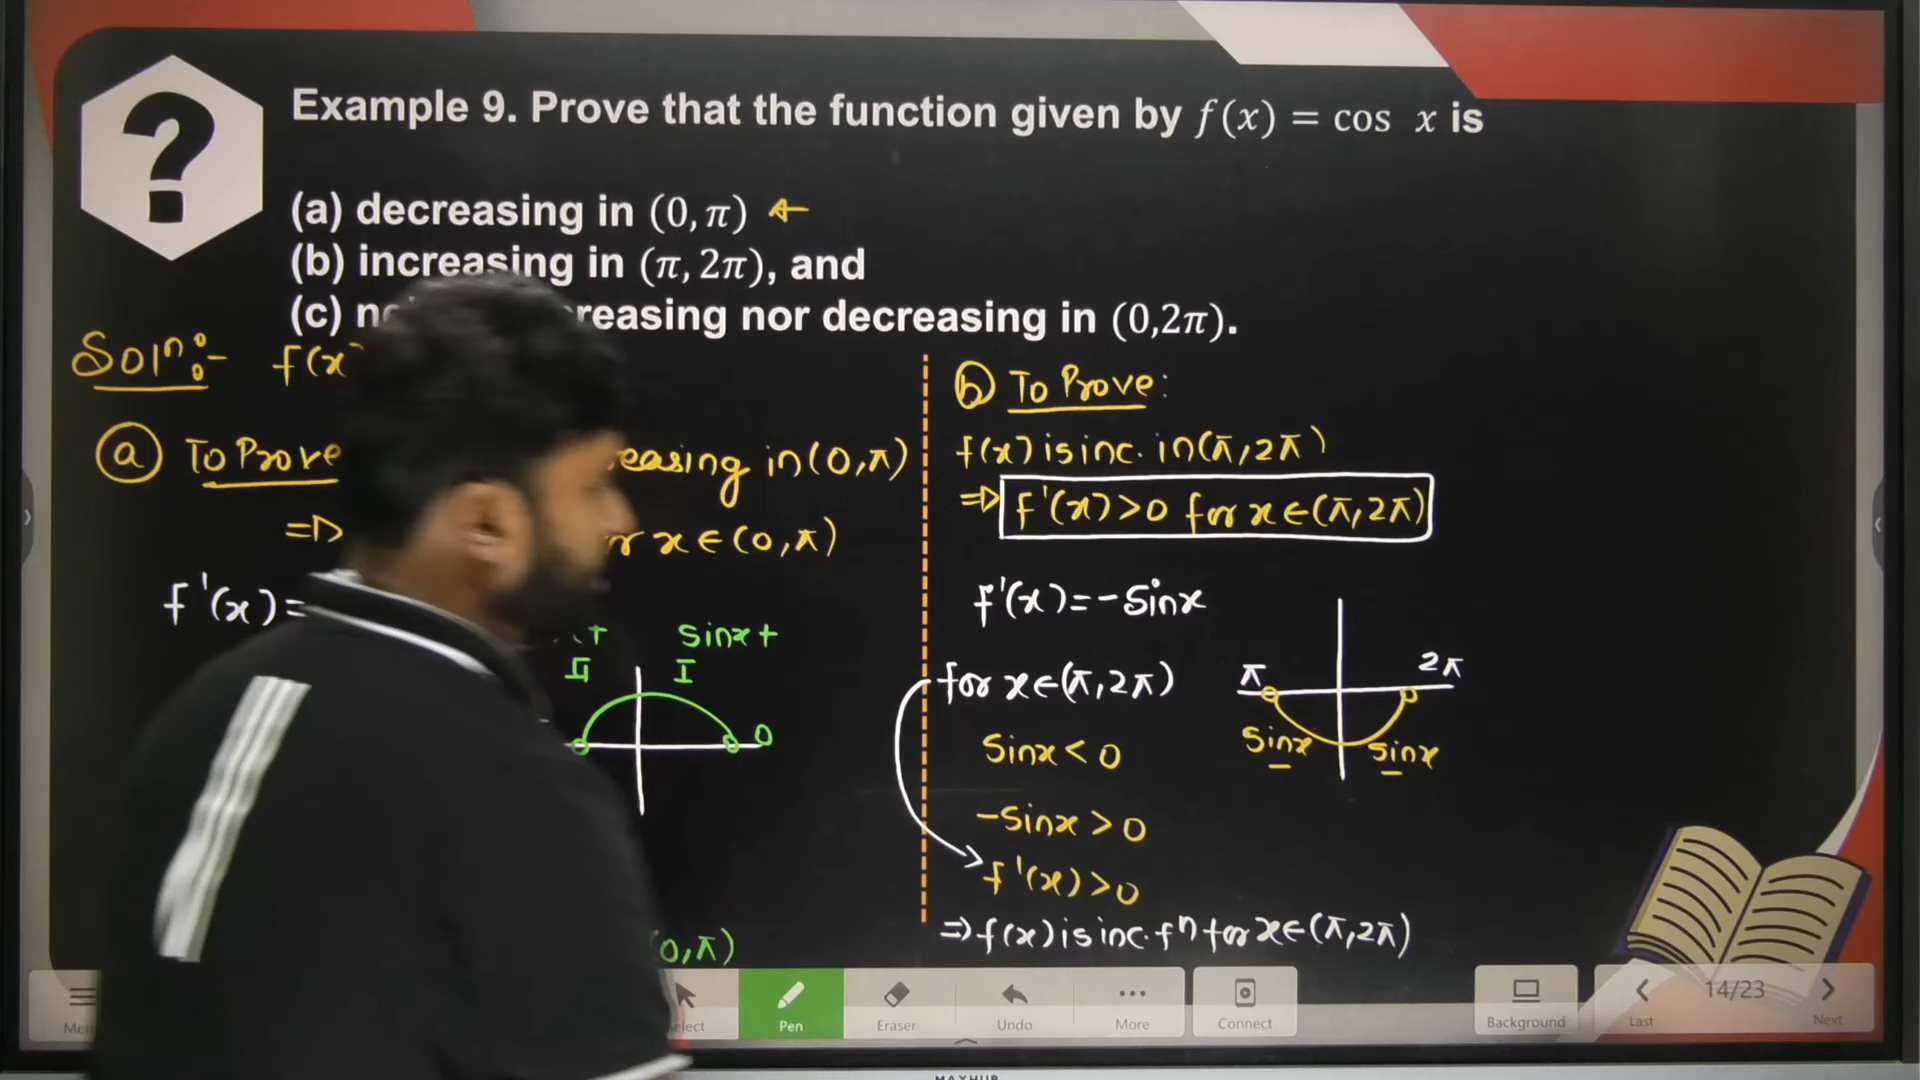 ?
Example 9. Prove that the function given by f(x) = cos x is
(a) decreasing in (0, π) ←
(b) increasing in (π, 2π), and
(c) reasing nor decreasing in (0,2π).
Solⁿ:- f(x)
ⓐ To Prove easing in (0,π)
⇒ x∈(0,π)
f'(x)=
Sinx+
II I
0
0,π)
ⓑ To Prove:
f(x) is inc. in (π,2π)
⇒ f'(x)>0 for x∈(π,2π)
f'(x)=-Sinx
for x∈(π,2π)
π 2π
Sinx Sinx
- -
Sinx<0
-Sinx>0
f'(x)>0
⇒ f(x) is inc. fⁿ for x∈(π,2π)
Pen
Eraser
Undo
More
Connect
Background
Last
14/23
Next